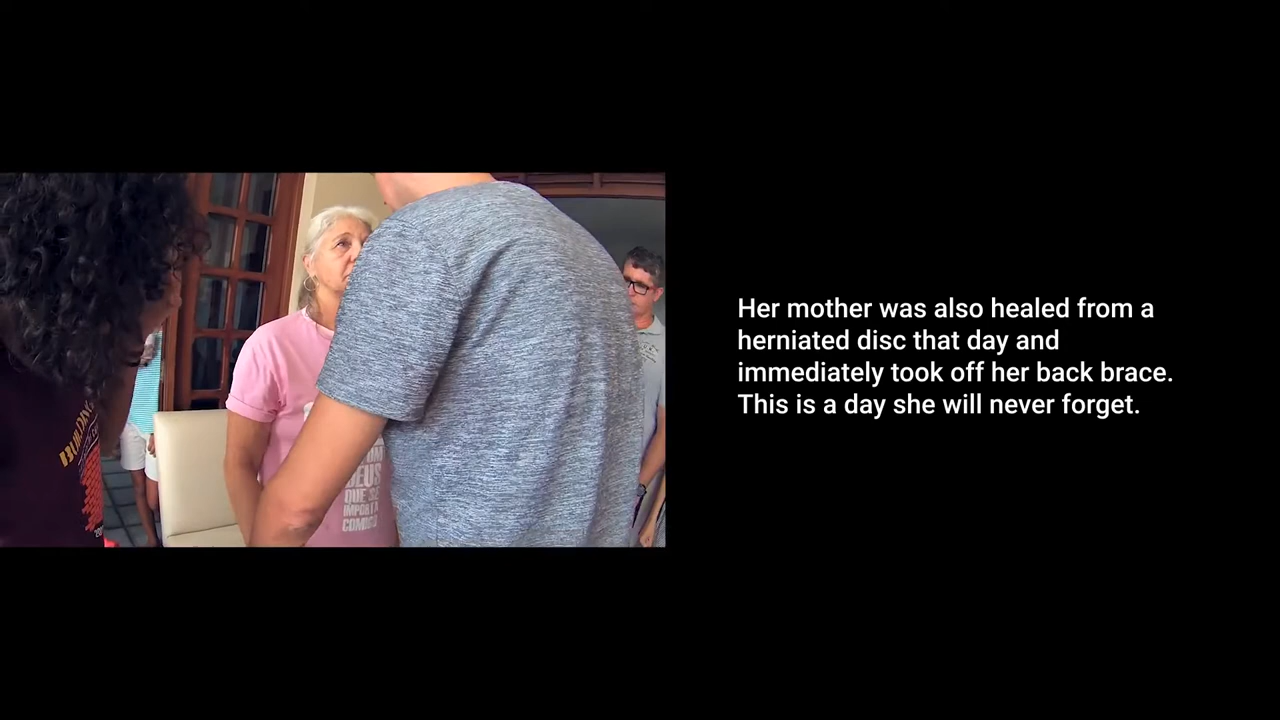 DEUS
QUE SE
IMPORTA
COMIGO
Her mother was also healed from a
herniated disc that day and
immediately took off her back brace.
This is a day she will never forget.